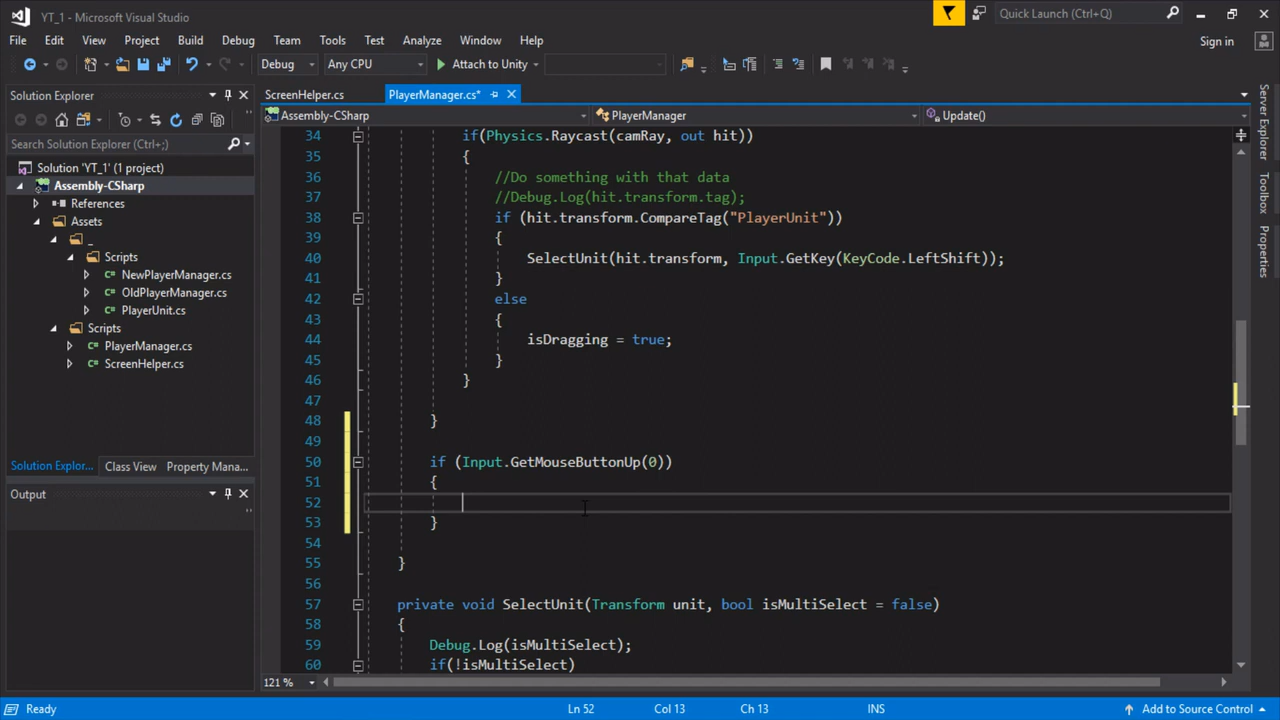 YT_1 - Microsoft Visual Studio
Quick Launch (Ctrl+Q)
File Edit View Project Build Debug Team Tools Test Analyze Window Help
Sign in
Debug Any CPU Attach to Unity
Solution Explorer
ScreenHelper.cs PlayerManager.cs*
Assembly-CSharp PlayerManager Update()
Search Solution Explorer (Ctrl+;)
Solution 'YT_1' (1 project)
Assembly-CSharp
References
Assets
_
Scripts
NewPlayerManager.cs
OldPlayerManager.cs
PlayerUnit.cs
Scripts
PlayerManager.cs
ScreenHelper.cs
Solution Explor... Class View Property Mana...
Output
34 if(Physics.Raycast(camRay, out hit))
35 {
36 //Do something with that data
37 //Debug.Log(hit.transform.tag);
38 if (hit.transform.CompareTag("PlayerUnit"))
39 {
40 SelectUnit(hit.transform, Input.GetKey(KeyCode.LeftShift));
41 }
42 else
43 {
44 isDragging = true;
45 }
46 }
47
48 }
49
50 if (Input.GetMouseButtonUp(0))
51 {
52
53 }
54
55 }
56
57 private void SelectUnit(Transform unit, bool isMultiSelect = false)
58 {
59 Debug.Log(isMultiSelect);
60 if(!isMultiSelect)
121 %
Server Explorer
Toolbox
Properties
Ready Ln 52 Col 13 Ch 13 INS Add to Source Control